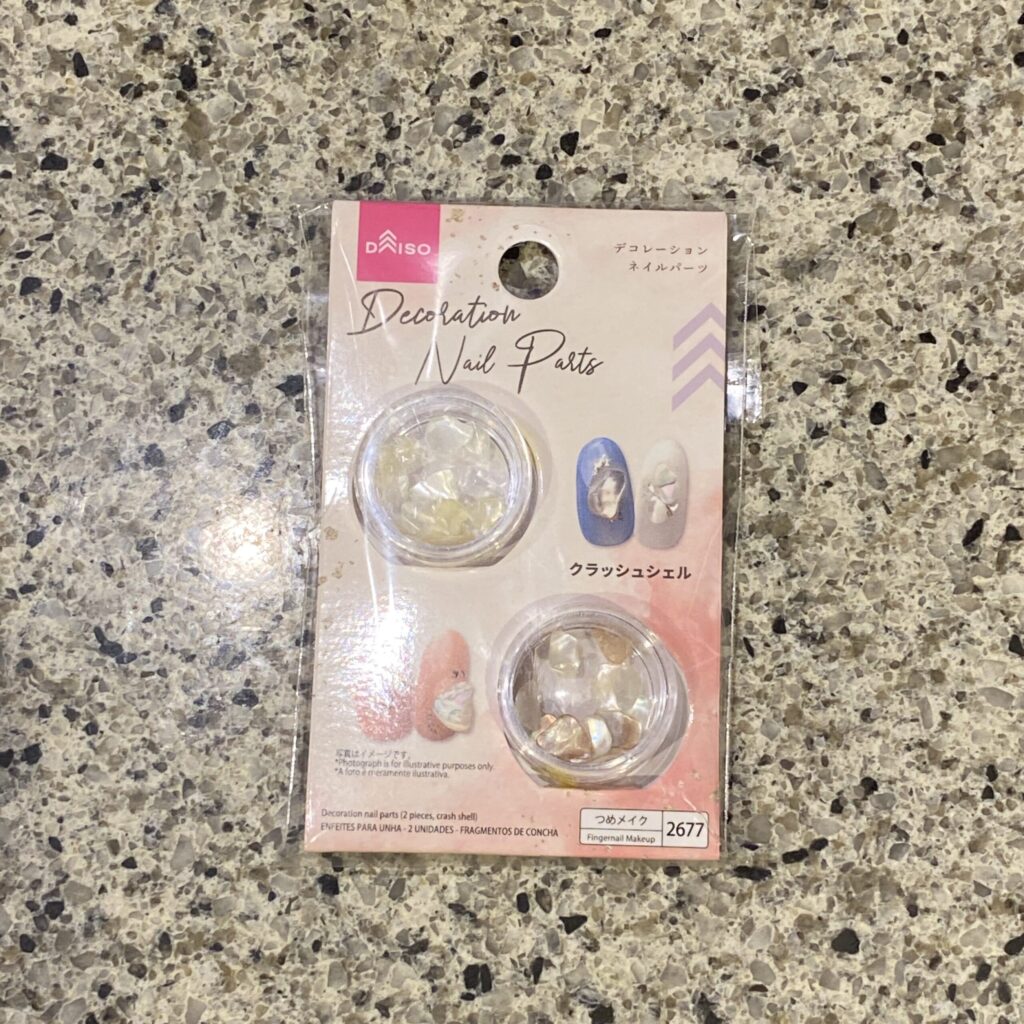 DAISO
デコレーション
ネイルパーツ
Decoration
Nail Parts
クラッシュシェル
写真はイメージです。
*Photograph is for illustrative purposes only.
*A foto é meramente ilustrativa.
Decoration nail parts (2 pieces, crash shell)
ENFEITES PARA UNHA - 2 UNIDADES - FRAGMENTOS DE CONCHA
つめメイク
Fingernail Makeup
2677